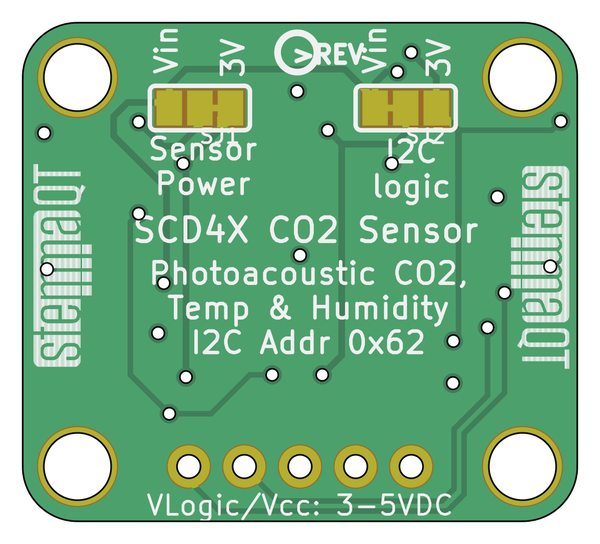 Vin 3V >REV Vin 3V
SJ1 SJ2
Sensor Power
I2C logic
stemmaQT
stemmaQT
SCD4X CO2 Sensor
Photoacoustic CO2,
Temp & Humidity
I2C Addr 0x62
VLogic/Vcc: 3-5VDC